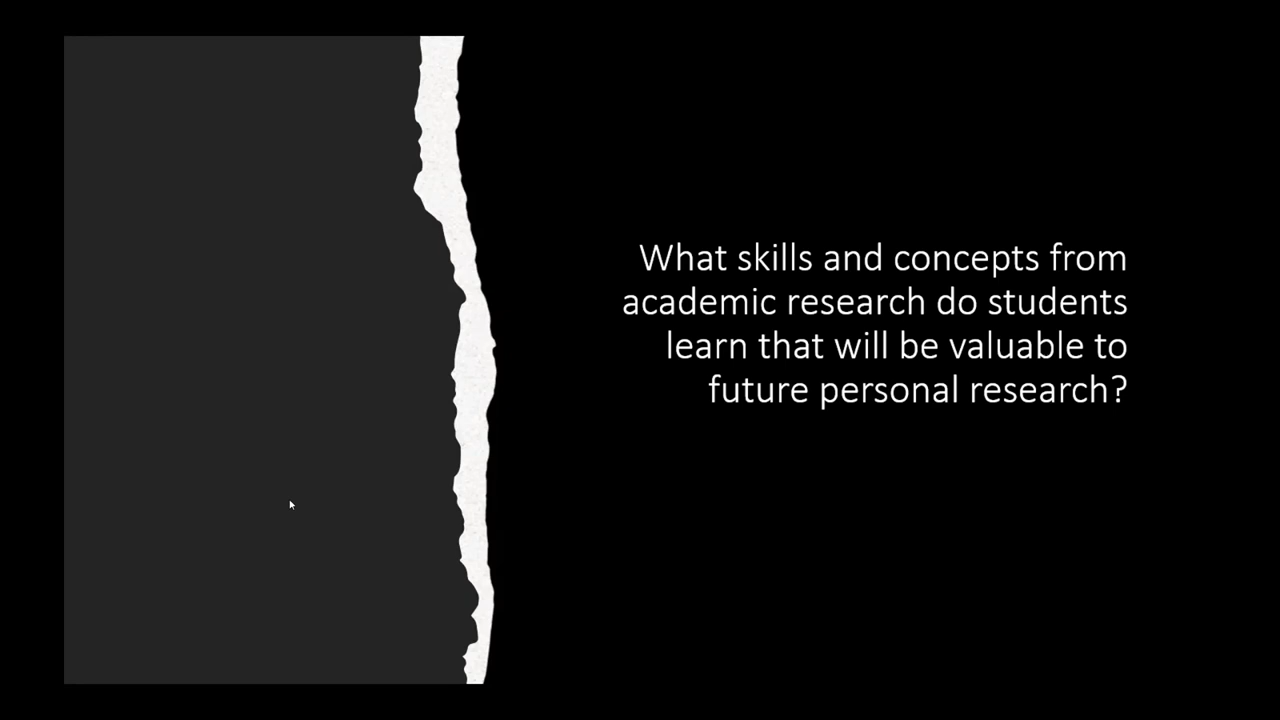 What skills and concepts from
academic research do students
learn that will be valuable to
future personal research?